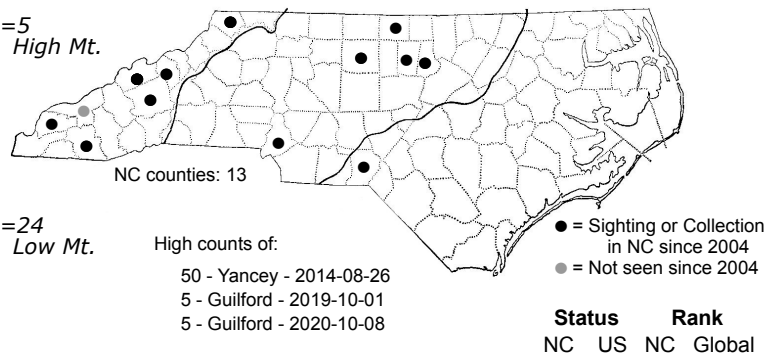 =5
High Mt.
NC counties: 13
=24
Low Mt.
High counts of:
50 - Yancey - 2014-08-26
5 - Guilford - 2019-10-01
5 - Guilford - 2020-10-08
● = Sighting or Collection
in NC since 2004
● = Not seen since 2004
Status Rank
NC US NC Global